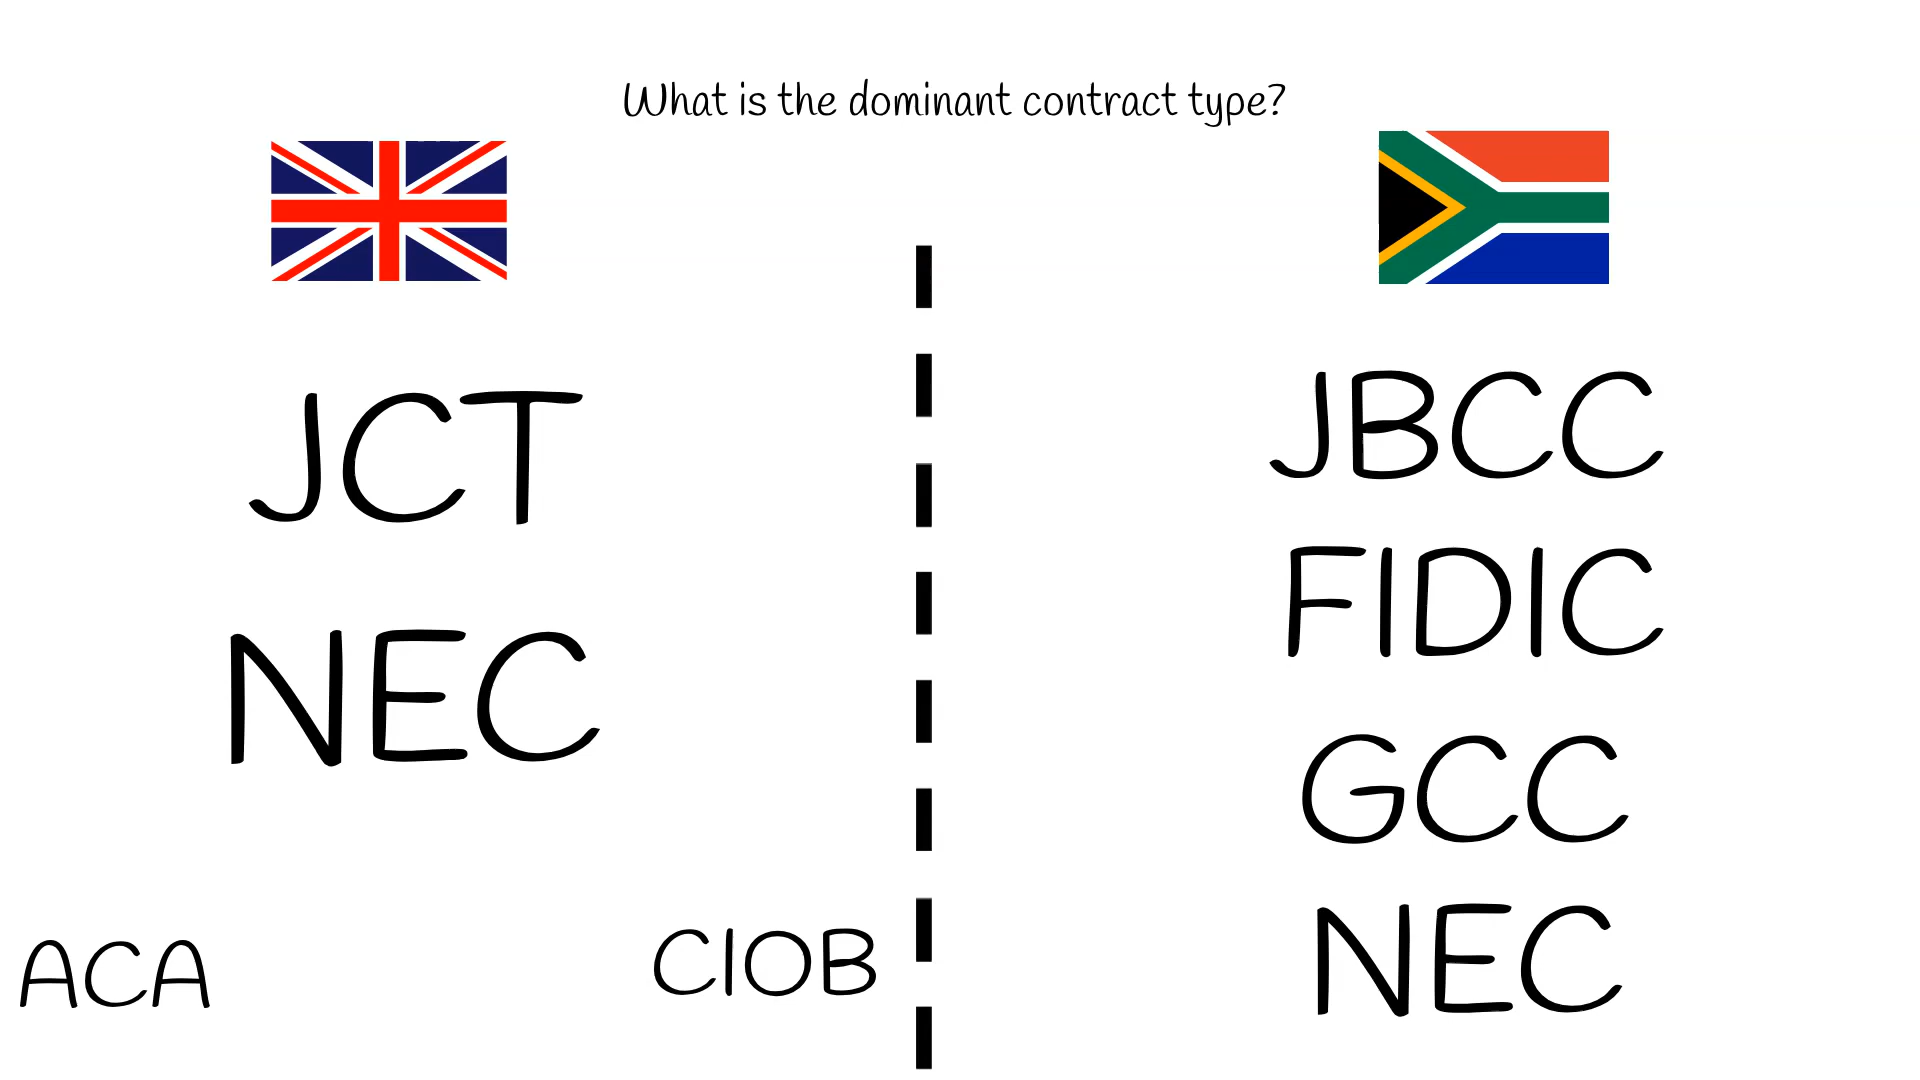 What is the dominant contract type?
JCT
NEC
ACA
CIOB
JBCC
FIDIC
GCC
NEC